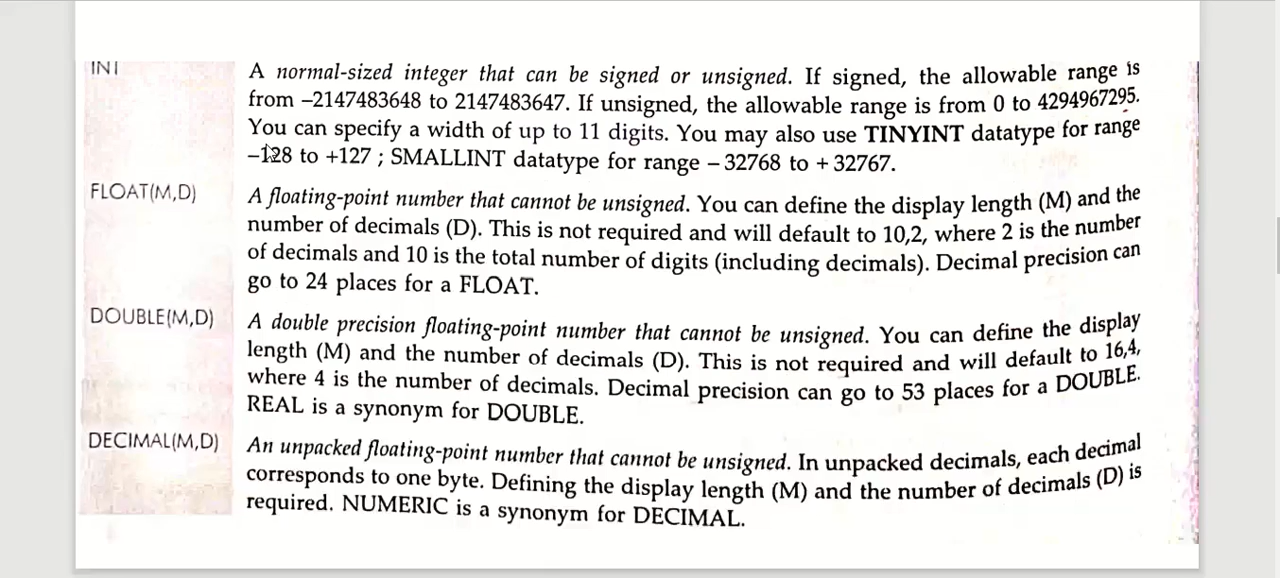 INT
A normal-sized integer that can be signed or unsigned. If signed, the allowable range is
from −2147483648 to 2147483647. If unsigned, the allowable range is from 0 to 4294967295.
You can specify a width of up to 11 digits. You may also use TINYINT datatype for range
−128 to +127 ; SMALLINT datatype for range − 32768 to + 32767.
FLOAT(M,D)
A floating-point number that cannot be unsigned. You can define the display length (M) and the
number of decimals (D). This is not required and will default to 10,2, where 2 is the number
of decimals and 10 is the total number of digits (including decimals). Decimal precision can
go to 24 places for a FLOAT.
DOUBLE(M,D)
A double precision floating-point number that cannot be unsigned. You can define the display
length (M) and the number of decimals (D). This is not required and will default to 16,4,
where 4 is the number of decimals. Decimal precision can go to 53 places for a DOUBLE.
REAL is a synonym for DOUBLE.
DECIMAL(M,D)
An unpacked floating-point number that cannot be unsigned. In unpacked decimals, each decimal
corresponds to one byte. Defining the display length (M) and the number of decimals (D) is
required. NUMERIC is a synonym for DECIMAL.